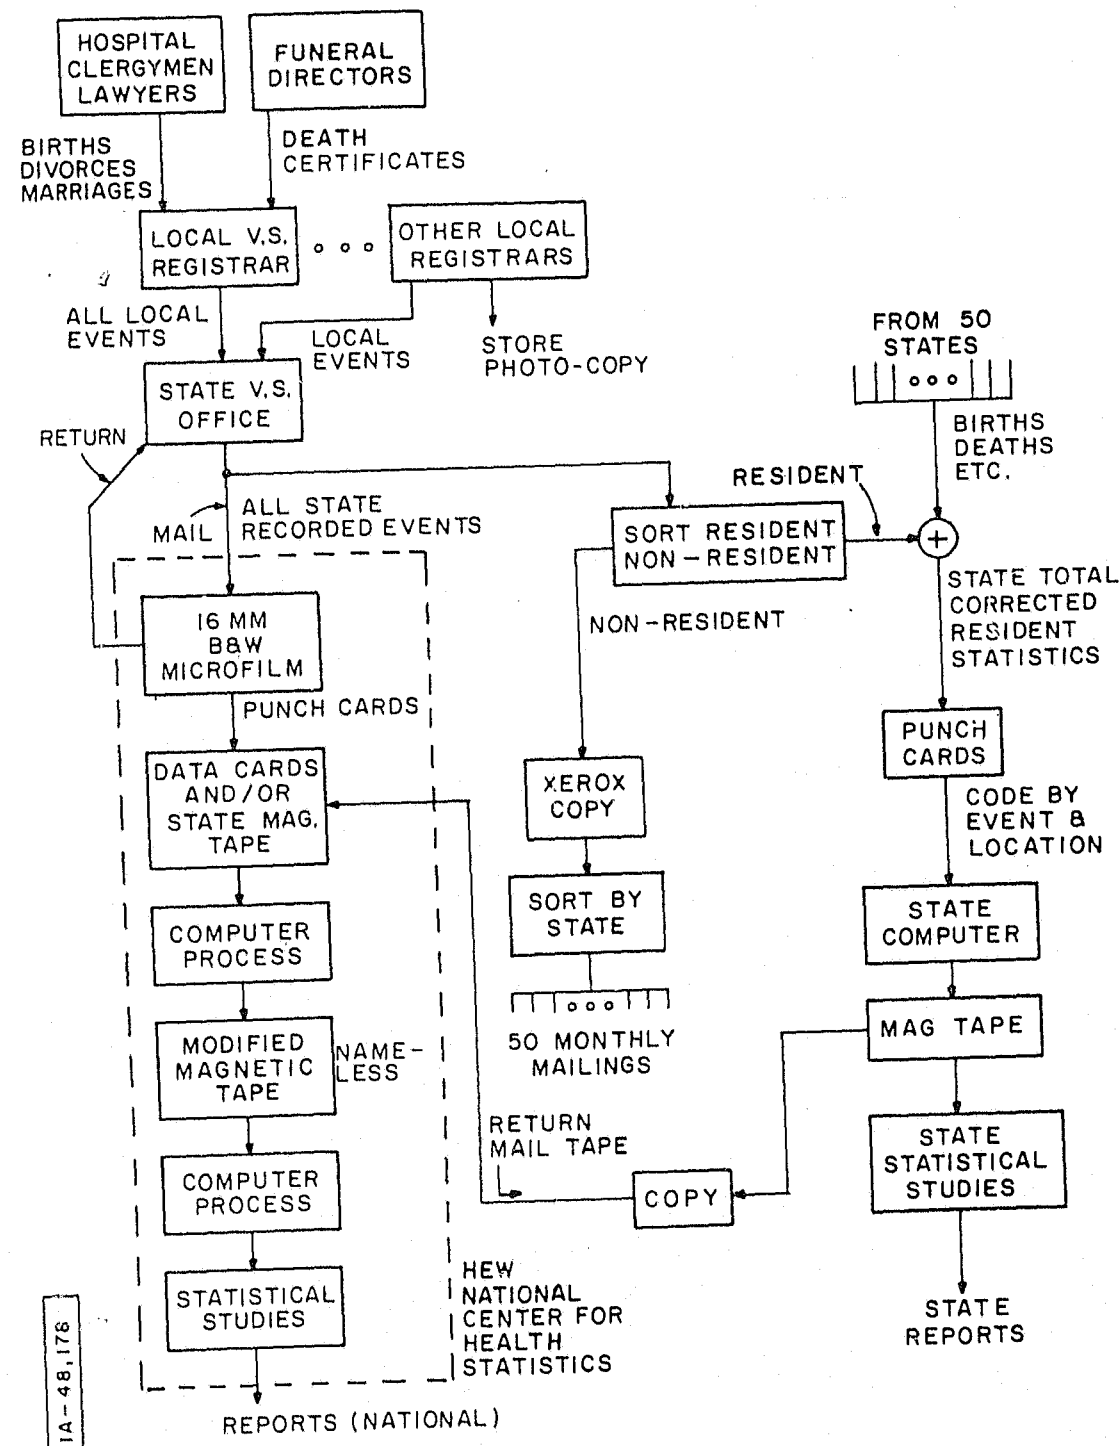 HOSPITAL
CLERGYMEN
LAWYERS
FUNERAL
DIRECTORS
BIRTHS
DIVORCES
MARRIAGES
DEATH
CERTIFICATES
LOCAL V.S.
REGISTRAR
OTHER LOCAL
REGISTRARS
ALL LOCAL
EVENTS
LOCAL
EVENTS
STORE
PHOTO-COPY
FROM 50
STATES
STATE V.S.
OFFICE
RETURN
BIRTHS
DEATHS
ETC.
RESIDENT
MAIL
ALL STATE
RECORDED EVENTS
SORT RESIDENT
NON-RESIDENT
+
STATE TOTAL
CORRECTED
RESIDENT
STATISTICS
NON-RESIDENT
16 MM
B&W
MICROFILM
PUNCH CARDS
PUNCH
CARDS
DATA CARDS
AND/OR
STATE MAG.
TAPE
XEROX
COPY
CODE BY
EVENT &
LOCATION
SORT BY
STATE
STATE
COMPUTER
COMPUTER
PROCESS
50 MONTHLY
MAILINGS
MAG TAPE
MODIFIED
MAGNETIC
TAPE
NAME-
LESS
RETURN
MAIL TAPE
STATE
STATISTICAL
STUDIES
COMPUTER
PROCESS
COPY
STATISTICAL
STUDIES
HEW
NATIONAL
CENTER FOR
HEALTH
STATISTICS
STATE
REPORTS
IA-48,178
REPORTS (NATIONAL)